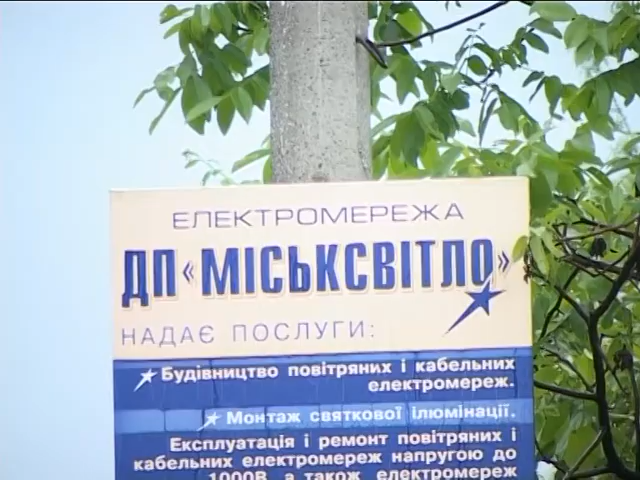 ЕЛЕКТРОМЕРЕЖА
ДП «МІСЬКСВІТЛО»
НАДАЄ ПОСЛУГИ:
Будівництво повітряних і кабельних
електромереж.
Монтаж святкової ілюмінації.
Експлуатація і ремонт повітряних і
кабельних електромереж напругою до
1000В, а також електромереж